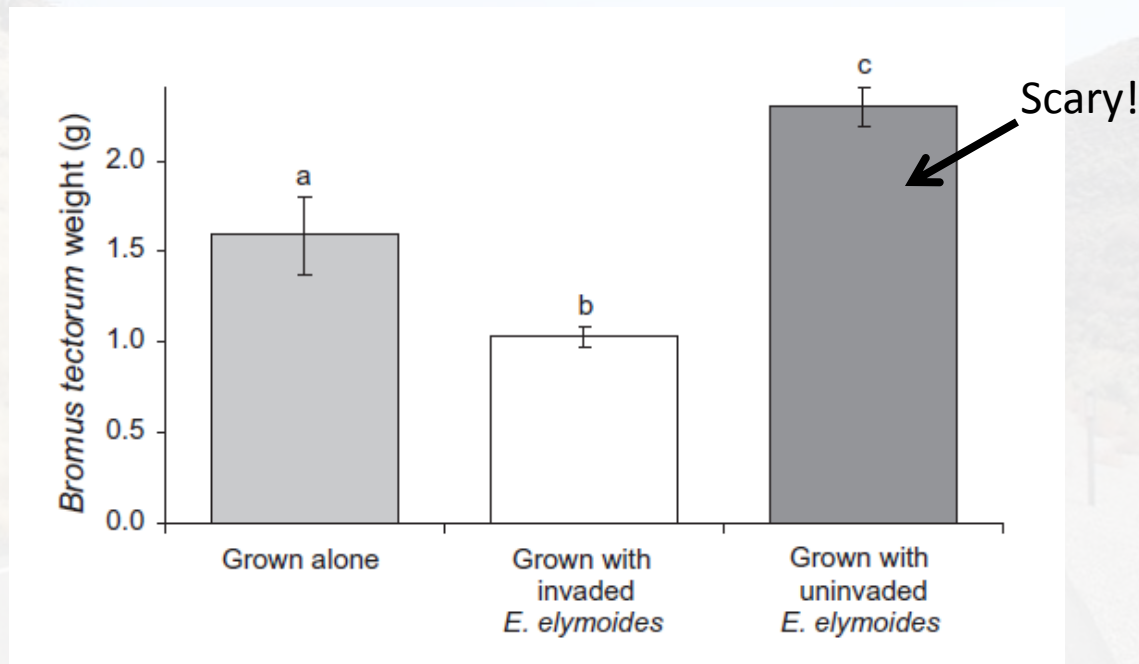 c
Scary!
2.0
a
1.5
b
1.0
0.5
0.0
Bromus tectorum weight (g)
Grown alone
Grown with
invaded
E. elymoides
Grown with
uninvaded
E. elymoides